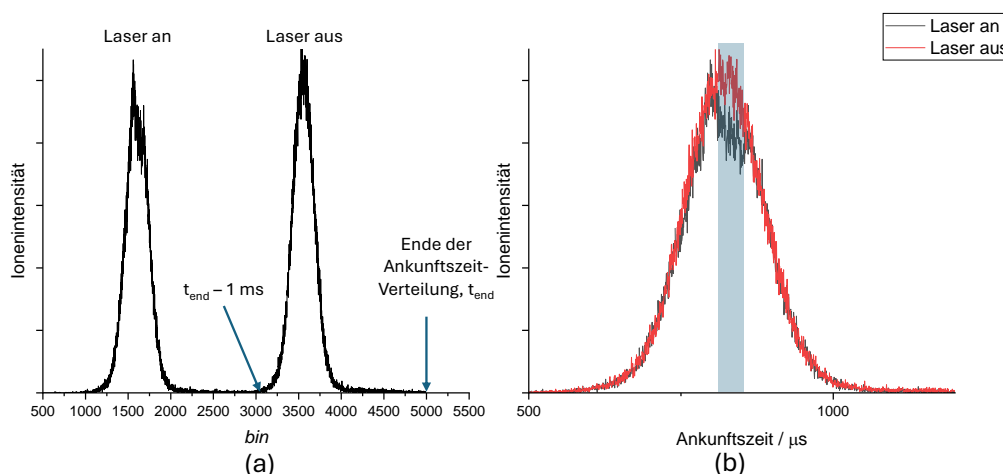 Laser an
Laser aus
Ionenintensität
t_end – 1 ms
Ende der
Ankunftszeit-
Verteilung, t_end
500 1000 1500 2000 2500 3000 3500 4000 4500 5000 5500
bin
(a)
Laser an
Laser aus
Ionenintensität
500 1000
Ankunftszeit / μs
(b)